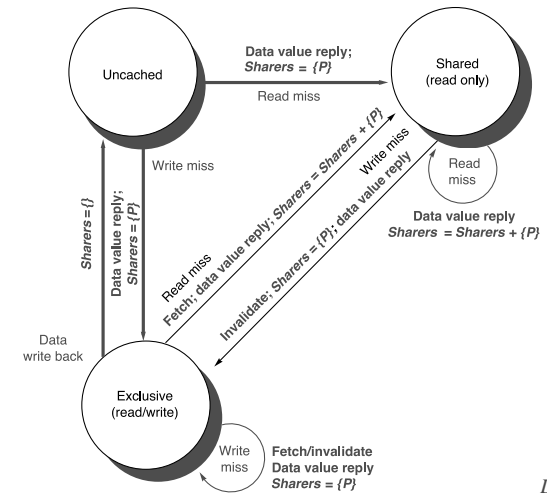 Uncached
Data value reply;
Sharers = {P}
Read miss
Shared
(read only)
Write miss
Read
miss
Data value reply
Sharers = Sharers + {P}
Sharers = {}
Data value reply;
Sharers = {P}
Read miss
Fetch; data value reply; Sharers = Sharers + {P}
Write miss
Invalidate; Sharers = {P}; data value reply
Data
write back
Exclusive
(read/write)
Write
miss
Fetch/invalidate
Data value reply
Sharers = {P}